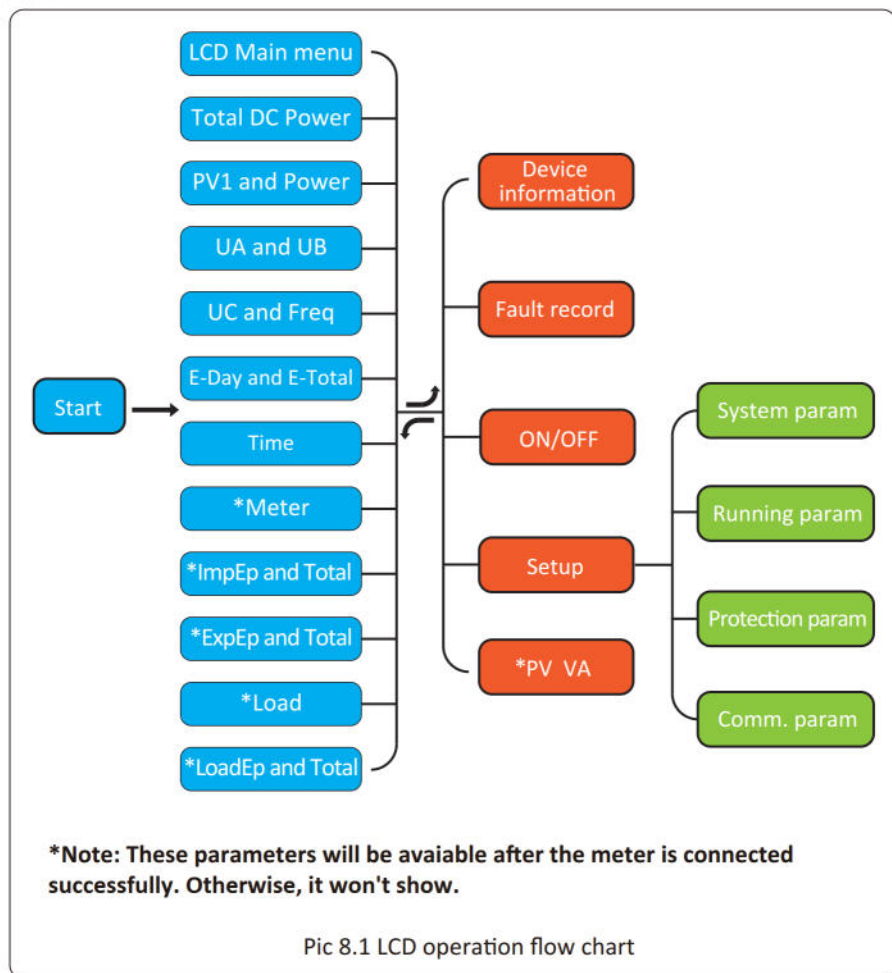 LCD Main menu
Total DC Power
PV1 and Power
UA and UB
UC and Freq
E-Day and E-Total
Start
Time
*Meter
*ImpEp and Total
*ExpEp and Total
*Load
*LoadEp and Total
Device
information
Fault record
ON/OFF
Setup
*PV VA
System param
Running param
Protection param
Comm. param
*Note: These parameters will be avaiable after the meter is connected
successfully. Otherwise, it won't show.
Pic 8.1 LCD operation flow chart